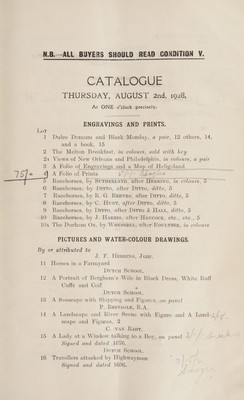 N.B. ALL BUYERS SHOULD READ CONDITION V.
CATALOGUE
THURSDAY, AUGUST 2nd, 1928,
At ONE o'clock precisely.
ENGRAVINGS AND PRINTS.
Lot
1 Dulce Domum and Black Monday, a pair, 12 others, 14, and a book, 15
2 The Melton Breakfast, in colours, sold with key
2A Views of New Orleans and Philadelphia, in colours, a pair
3 A Folio of Engravings and a Map of Heligoland
75/= 4 A Folio of Prints
5 Racehorses, by SUTHERLAND, after HERRING, in colours, 5
6 Racehorses, by DITTO, after DITTO, ditto, 5
7 Racehorses, by R. G. REEVES, after DITTO, ditto, 5
8 Racehorses, by C. HUNT, after DITTO, ditto, 5
9 Racehorses, by DITTO, after DITTO & HALL, ditto, 5
10 Racehorses, by J. HARRIS, after HANCOCK, etc., etc., 5
10A The Durham Ox, by WHESSELL, after BOULTBEE, in colours
PICTURES AND WATER-COLOUR DRAWINGS.
By or attributed to
J. F. HERRING, JUNR.
11 Horses in a Farmyard
DUTCH SCHOOL.
12 A Portrait of Berghem's Wife in Black Dress, White Ruff
Cuffs and Coif
DUTCH SCHOOL.
13 A Seascape with Shipping and Figures, on panel
P. REINAGLE, R.A.
14 A Landscape and River Scene with Figure and A Landscape and Figures, 2
C. VAN RIET.
15 A Lady at a Window talking to a Boy, on panel
Signed and dated 1676.
DUTCH SCHOOL.
16 Travellers attacked by Highwaymen
Signed and dated 1696.